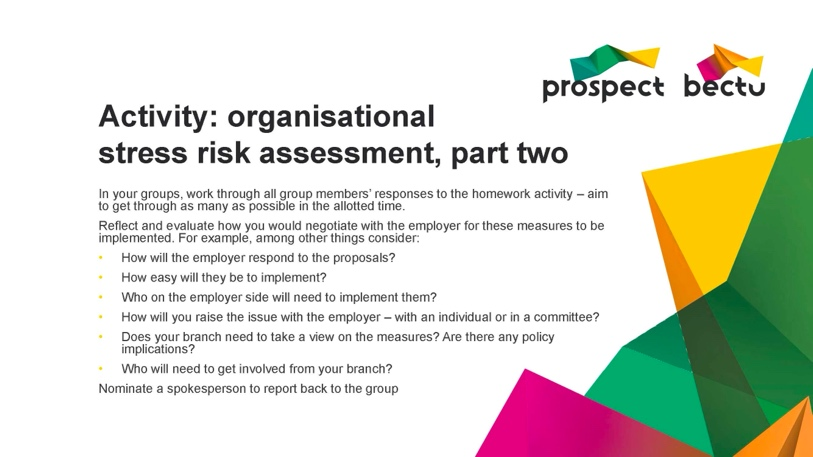 prospect bectu
Activity: organisational
stress risk assessment, part two
In your groups, work through all group members’ responses to the homework activity – aim
to get through as many as possible in the allotted time.
Reflect and evaluate how you would negotiate with the employer for these measures to be
implemented. For example, among other things consider:
• How will the employer respond to the proposals?
• How easy will they be to implement?
• Who on the employer side will need to implement them?
• How will you raise the issue with the employer – with an individual or in a committee?
• Does your branch need to take a view on the measures? Are there any policy
implications?
• Who will need to get involved from your branch?
Nominate a spokesperson to report back to the group